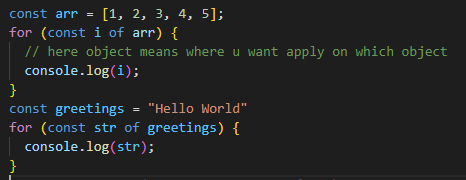 const arr = [1, 2, 3, 4, 5];
for (const i of arr) {
  // here object means where u want apply on which object
  console.log(i);
}
const greetings = "Hello World"
for (const str of greetings) {
  console.log(str);
}